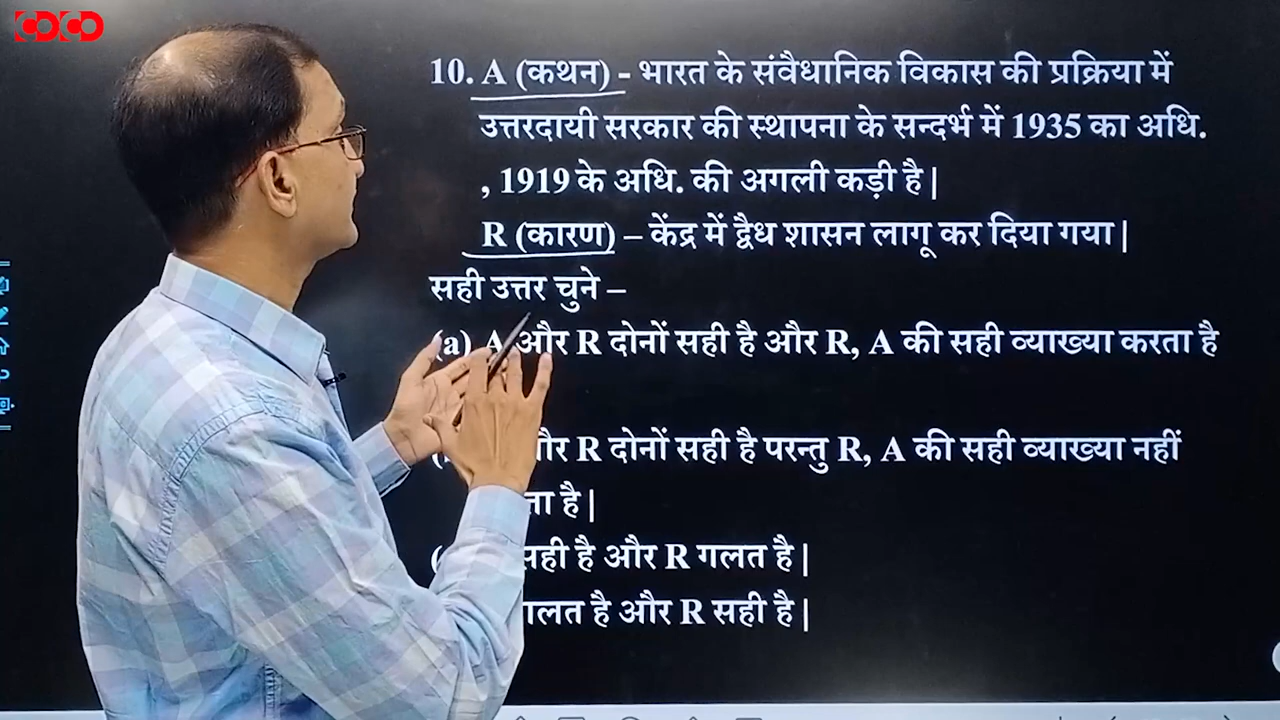 COCO
10. A (कथन) - भारत के संवैधानिक विकास की प्रक्रिया में
उत्तरदायी सरकार की स्थापना के सन्दर्भ में 1935 का अधि.
, 1919 के अधि. की अगली कड़ी है |
R (कारण) – केंद्र में द्वैध शासन लागू कर दिया गया |
सही उत्तर चुने –
(a) A और R दोनों सही है और R, A की सही व्याख्या करता है
और R दोनों सही है परन्तु R, A की सही व्याख्या नहीं
है |
सही है और R गलत है |
गलत है और R सही है |